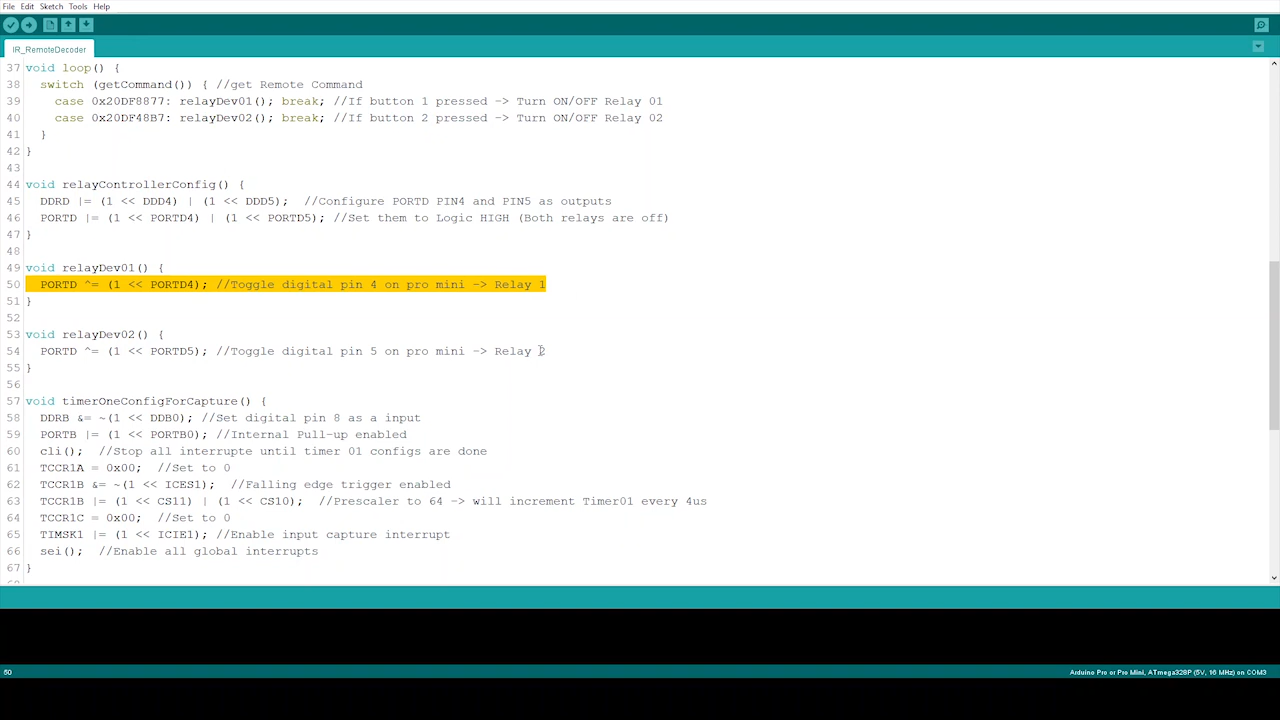 File Edit Sketch Tools Help
IR_RemoteDecoder
37 void loop() {
38 switch (getCommand()) { //get Remote Command
39 case 0x20DF8877: relayDev01(); break; //If button 1 pressed -> Turn ON/OFF Relay 01
40 case 0x20DF48B7: relayDev02(); break; //If button 2 pressed -> Turn ON/OFF Relay 02
41 }
42 }
43
44 void relayControllerConfig() {
45 DDRD |= (1 << DDD4) | (1 << DDD5); //Configure PORTD PIN4 and PIN5 as outputs
46 PORTD |= (1 << PORTD4) | (1 << PORTD5); //Set them to Logic HIGH (Both relays are off)
47 }
48
49 void relayDev01() {
50 PORTD ^= (1 << PORTD4); //Toggle digital pin 4 on pro mini -> Relay 1
51 }
52
53 void relayDev02() {
54 PORTD ^= (1 << PORTD5); //Toggle digital pin 5 on pro mini -> Relay 2
55 }
56
57 void timerOneConfigForCapture() {
58 DDRB &= ~(1 << DDB0); //Set digital pin 8 as a input
59 PORTB |= (1 << PORTB0); //Internal Pull-up enabled
60 cli(); //Stop all interrupte until timer 01 configs are done
61 TCCR1A = 0x00; //Set to 0
62 TCCR1B &= ~(1 << ICES1); //Falling edge trigger enabled
63 TCCR1B |= (1 << CS11) | (1 << CS10); //Prescaler to 64 -> will increment Timer01 every 4us
64 TCCR1C = 0x00; //Set to 0
65 TIMSK1 |= (1 << ICIE1); //Enable input capture interrupt
66 sei(); //Enable all global interrupts
67 }
50
Arduino Pro or Pro Mini, ATmega328P (5V, 16 MHz) on COM3